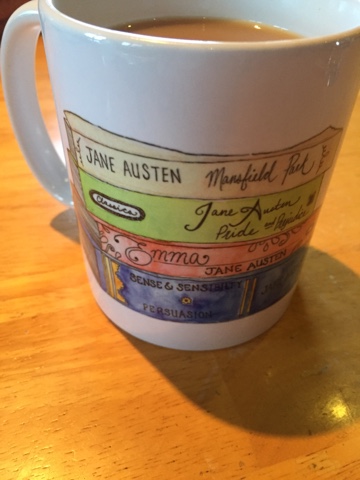 JANE AUSTEN Mansfield Park
Classics Jane Austen
Pride & Prejudice
Emma
JANE AUSTEN
SENSE & SENSIBILITY
PERSUASION